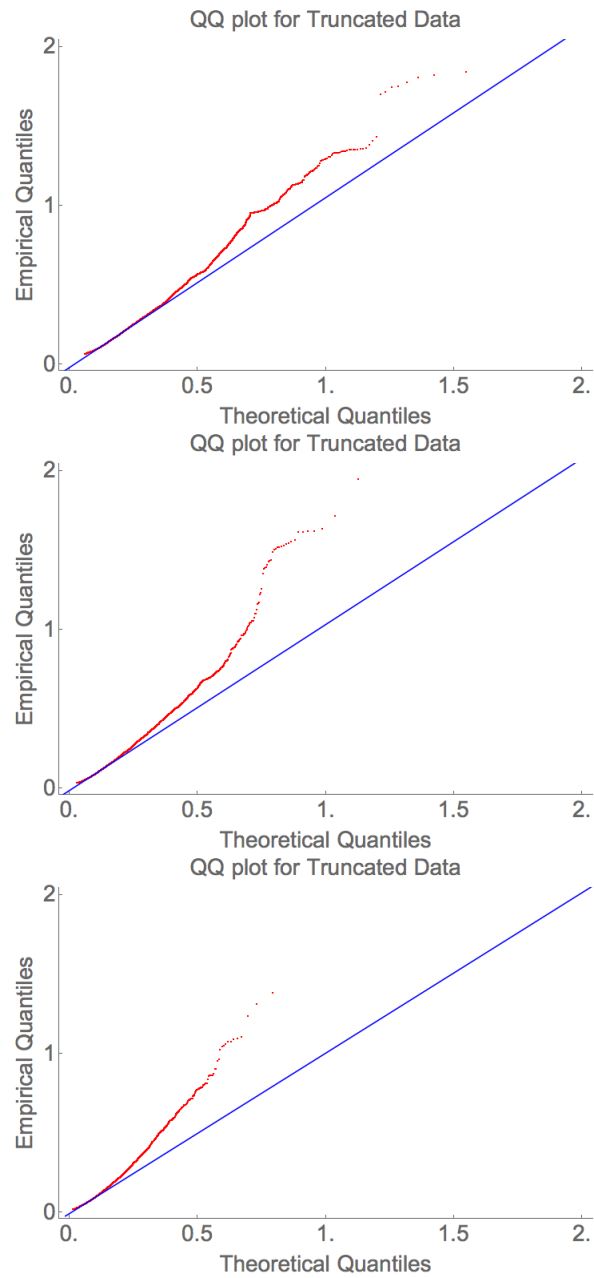 QQ plot for Truncated Data
2
1
0
Empirical Quantiles
0. 0.5 1. 1.5 2.
Theoretical Quantiles
QQ plot for Truncated Data
2
1
0
Empirical Quantiles
0. 0.5 1. 1.5 2.
Theoretical Quantiles
QQ plot for Truncated Data
2
1
0
Empirical Quantiles
0. 0.5 1. 1.5 2.
Theoretical Quantiles